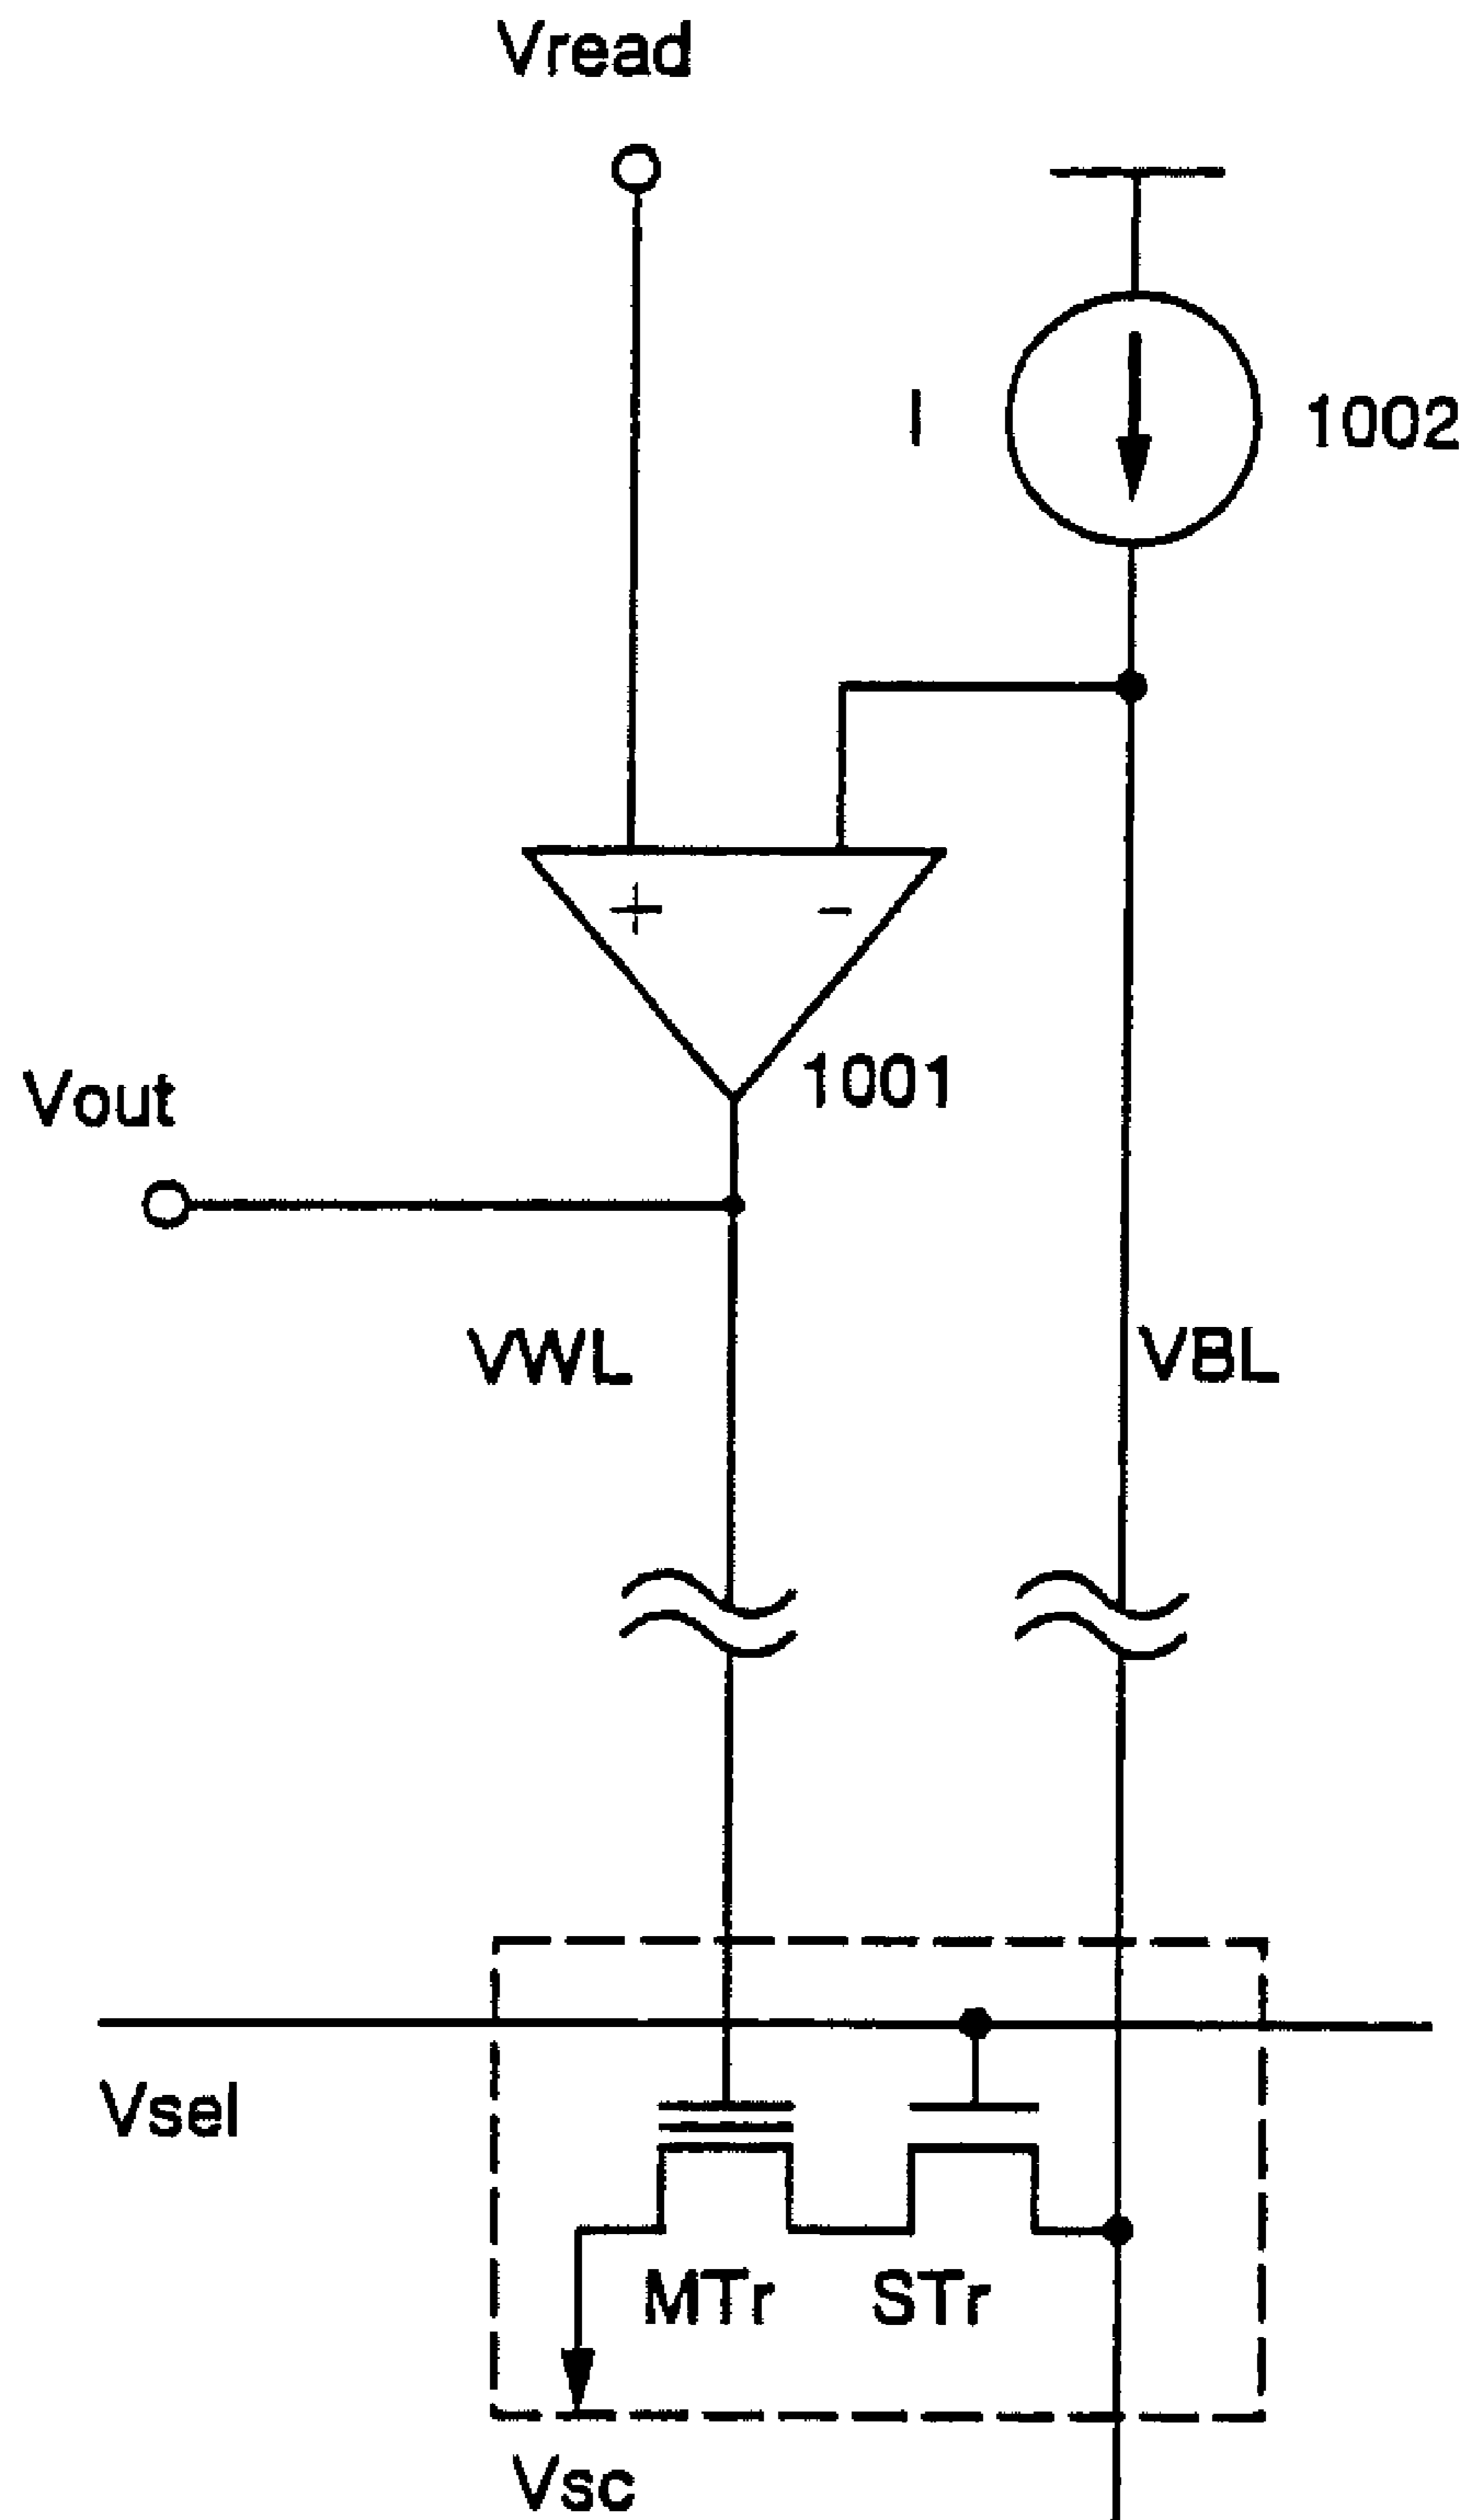 Vread
I
1002
+
-
1001
Vout
VWL
VBL
Vsel
MTr
STr
Vsc